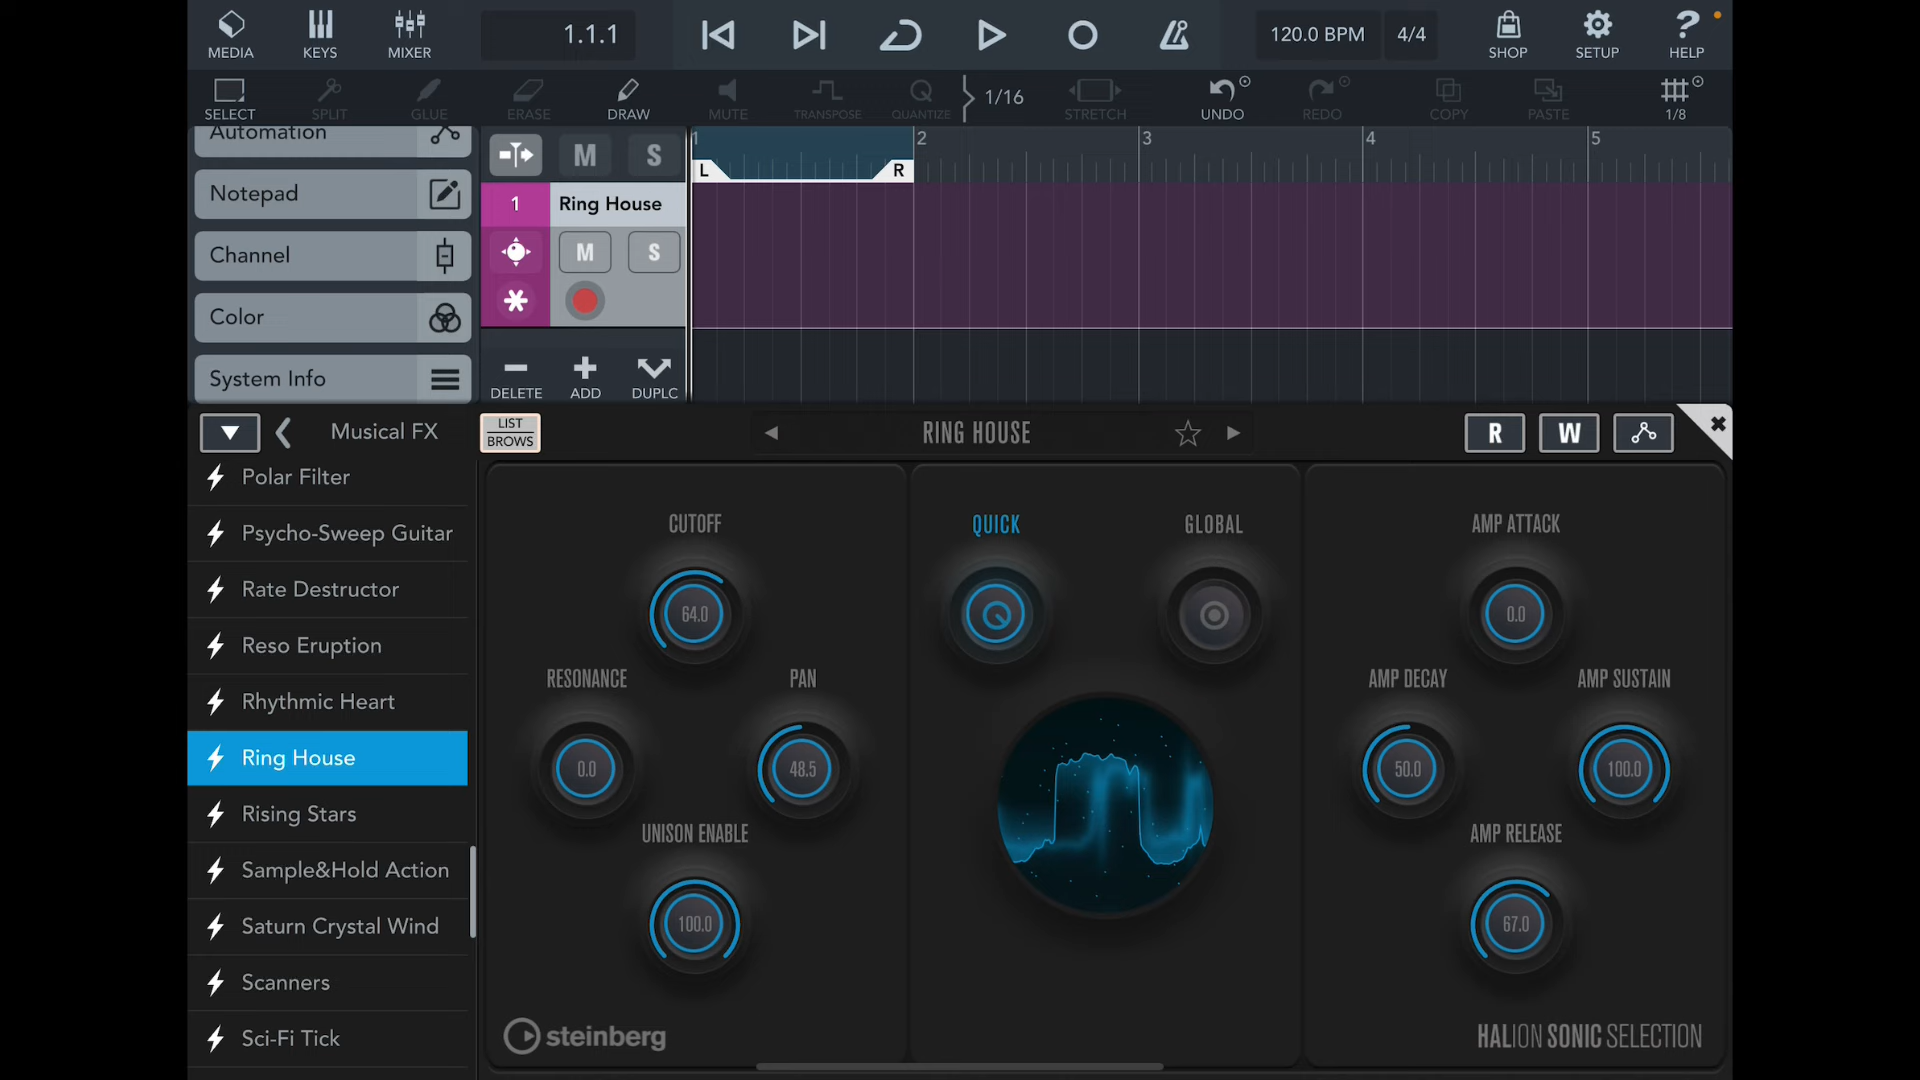 MEDIA
KEYS
MIXER
1.1.1
120.0 BPM
4/4
SHOP
SETUP
HELP
SELECT
SPLIT
GLUE
ERASE
DRAW
MUTE
TRANSPOSE
QUANTIZE
1/16
STRETCH
UNDO
REDO
COPY
PASTE
1/8
Automation
Notepad
Channel
Color
System Info
M
S
1
2
3
4
5
L
R
1
Ring House
M
S
DELETE
ADD
DUPLC
Musical FX
LIST
BROWS
RING HOUSE
R
W
Polar Filter
Psycho-Sweep Guitar
Rate Destructor
Reso Eruption
Rhythmic Heart
Ring House
Rising Stars
Sample&Hold Action
Saturn Crystal Wind
Scanners
Sci-Fi Tick
CUTOFF
64.0
RESONANCE
0.0
PAN
48.5
UNISON ENABLE
100.0
QUICK
GLOBAL
AMP ATTACK
0.0
AMP DECAY
50.0
AMP SUSTAIN
100.0
AMP RELEASE
67.0
steinberg
HALION SONIC SELECTION